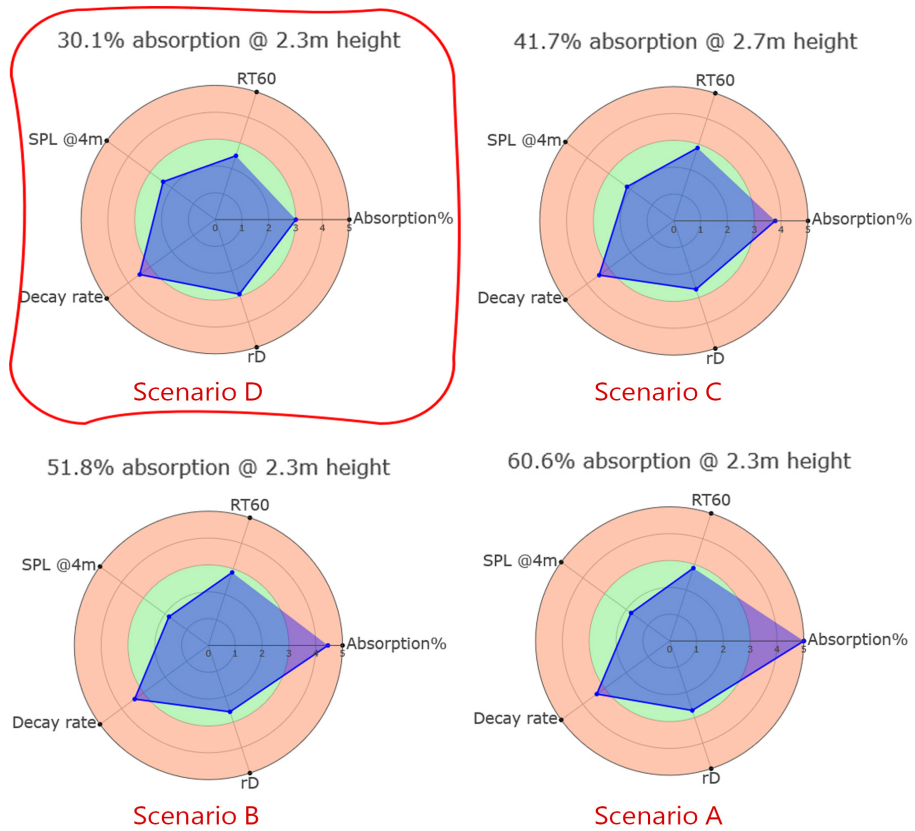 30.1% absorption @ 2.3m height
RT60
SPL @4m
0 1 2 3 4 5
Absorption%
Decay rate
rD
Scenario D
41.7% absorption @ 2.7m height
RT60
SPL @4m
0 1 2 3 4 5
Absorption%
Decay rate
rD
Scenario C
51.8% absorption @ 2.3m height
RT60
SPL @4m
0 1 2 3 4 5
Absorption%
Decay rate
rD
Scenario B
60.6% absorption @ 2.3m height
RT60
SPL @4m
0 1 2 3 4 5
Absorption%
Decay rate
rD
Scenario A